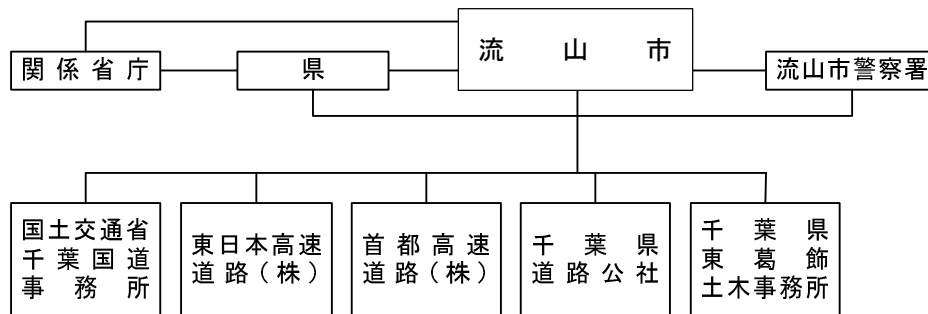 流山市
関係省庁
県
流山市警察署
国土交通省
千葉国道
事務所
東日本高速
道路（株）
首都高速
道路（株）
千葉県
道路公社
千葉県
東葛飾
土木事務所